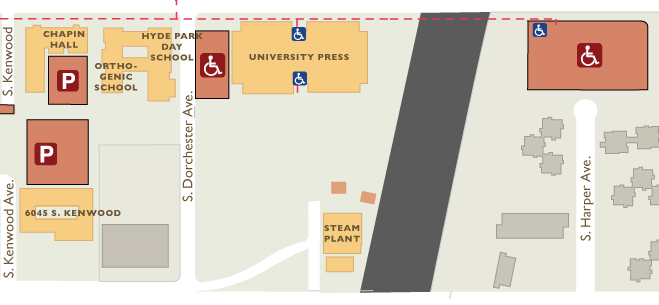 S. Kenwood
CHAPIN
HALL
HYDE PARK
DAY
SCHOOL
ORTHO-
GENIC
SCHOOL
P
P
UNIVERSITY PRESS
S. Dorchester Ave.
S. Kenwood Ave.
6045 S. KENWOOD
STEAM
PLANT
S. Harper Ave.